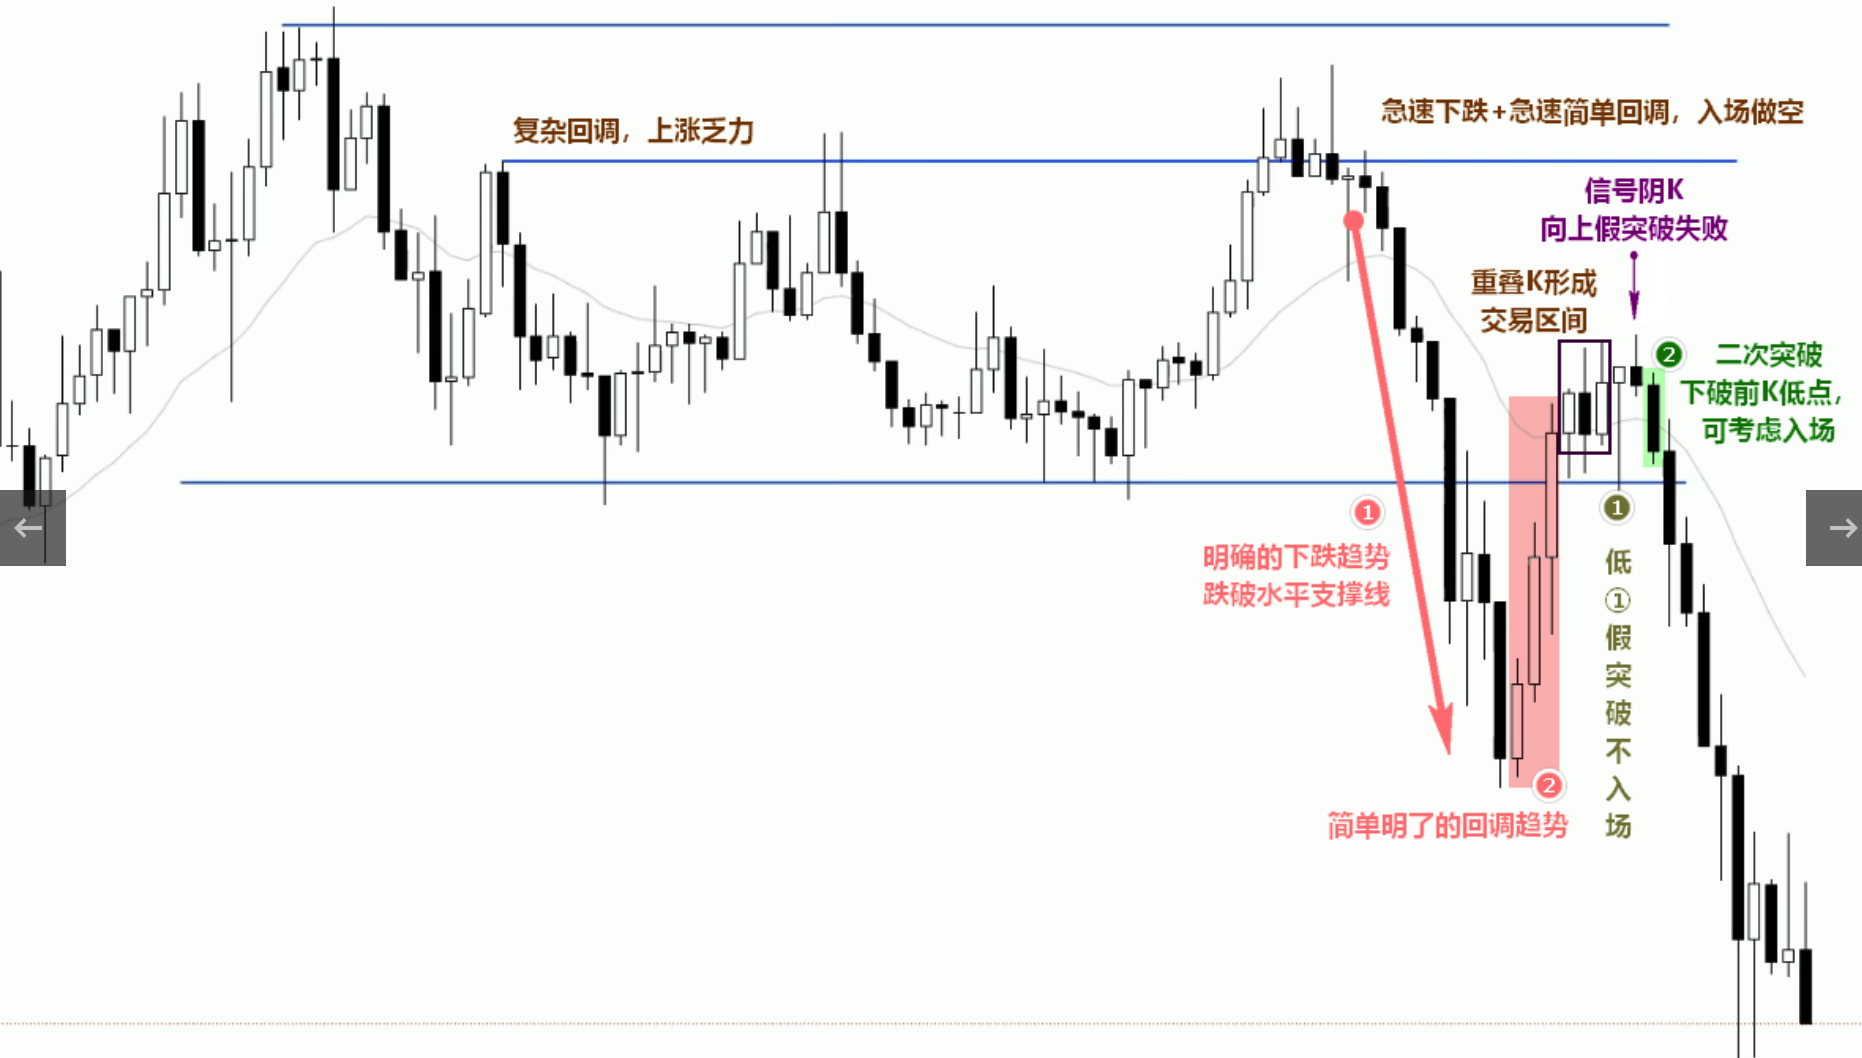 复杂回调，上涨乏力
急速下跌+急速简单回调，入场做空
信号阴K
向上假突破失败
重叠K形成
交易区间
❷
二次突破
下破前K低点，
可考虑入场
①
明确的下跌趋势
跌破水平支撑线
❶
低
①
假
突
破
不
入
场
②
简单明了的回调趋势